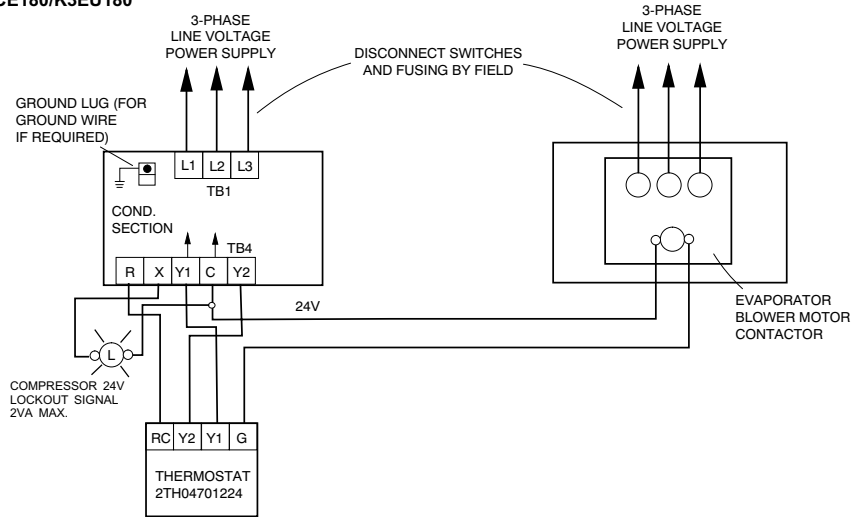 3-PHASE
LINE VOLTAGE
POWER SUPPLY
3-PHASE
LINE VOLTAGE
POWER SUPPLY
DISCONNECT SWITCHES
AND FUSING BY FIELD
GROUND LUG (FOR
GROUND WIRE
IF REQUIRED)
L1 L2 L3
TB1
COND.
SECTION
TB4
R X Y1 C Y2
24V
EVAPORATOR
BLOWER MOTOR
CONTACTOR
L
COMPRESSOR 24V
LOCKOUT SIGNAL
2VA MAX.
RC Y2 Y1 G
THERMOSTAT
2TH04701224